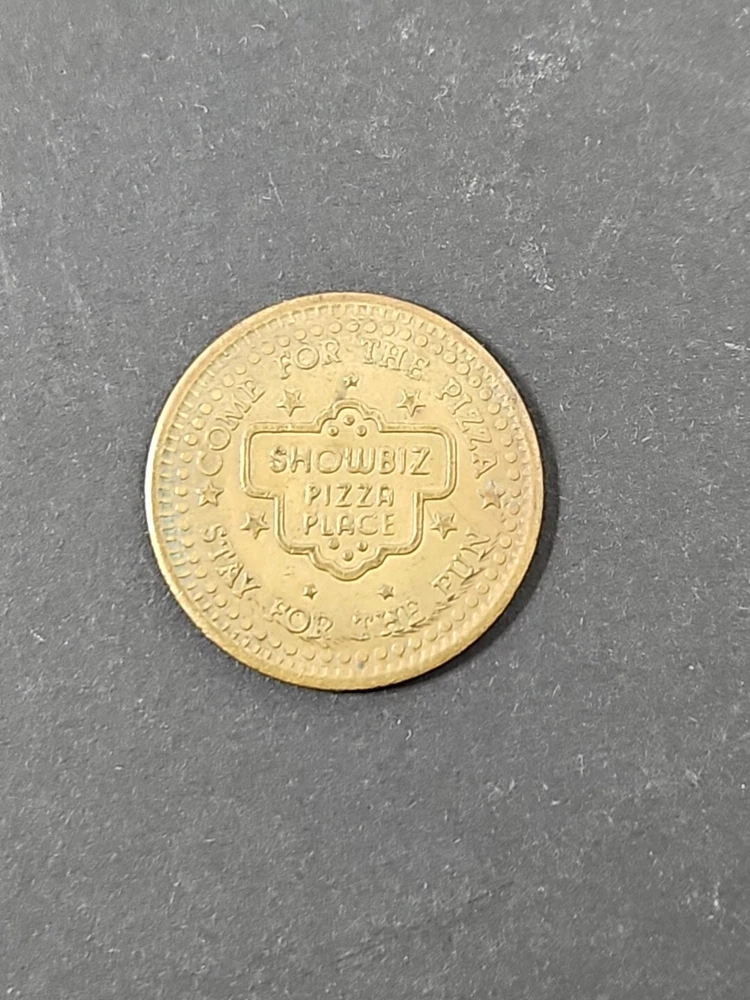 COME FOR THE PIZZA
SHOWBIZ
PIZZA
PLACE
STAY FOR THE FUN